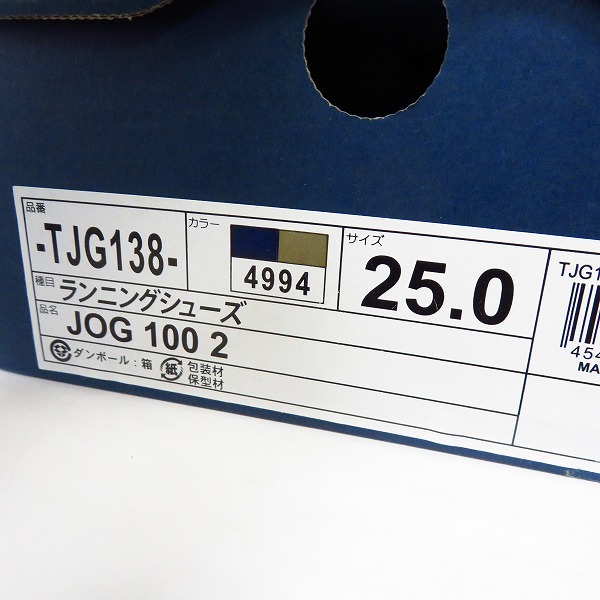 品番
-TJG138-
カラー
4994
サイズ
25.0
種目
ランニングシューズ
品名
JOG 100 2
ダンボール：箱
紙
包装材
保型材
TJG1
454
MA